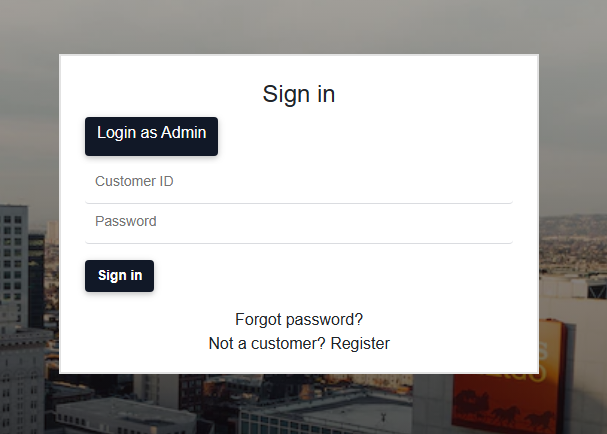 Sign in
Login as Admin
Customer ID
Password
Sign in
Forgot password?
Not a customer? Register